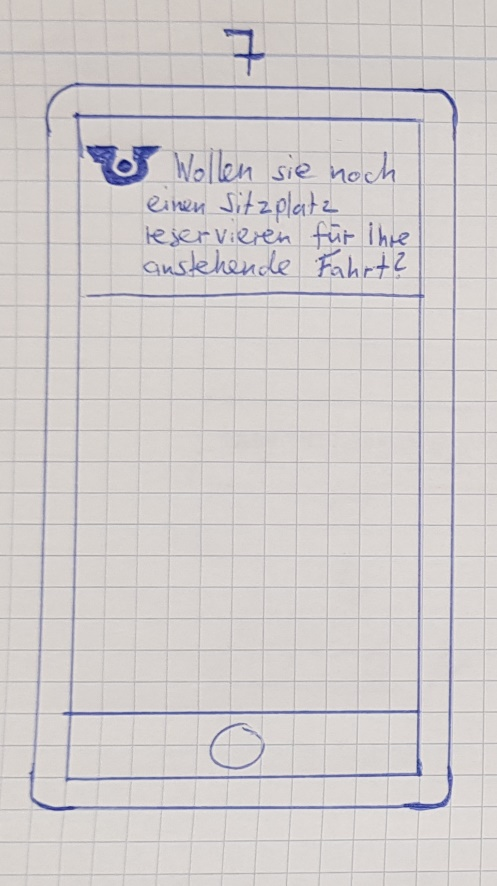 7
Wollen sie noch
einen Sitzplatz
reservieren für ihre
anstehende Fahrt?